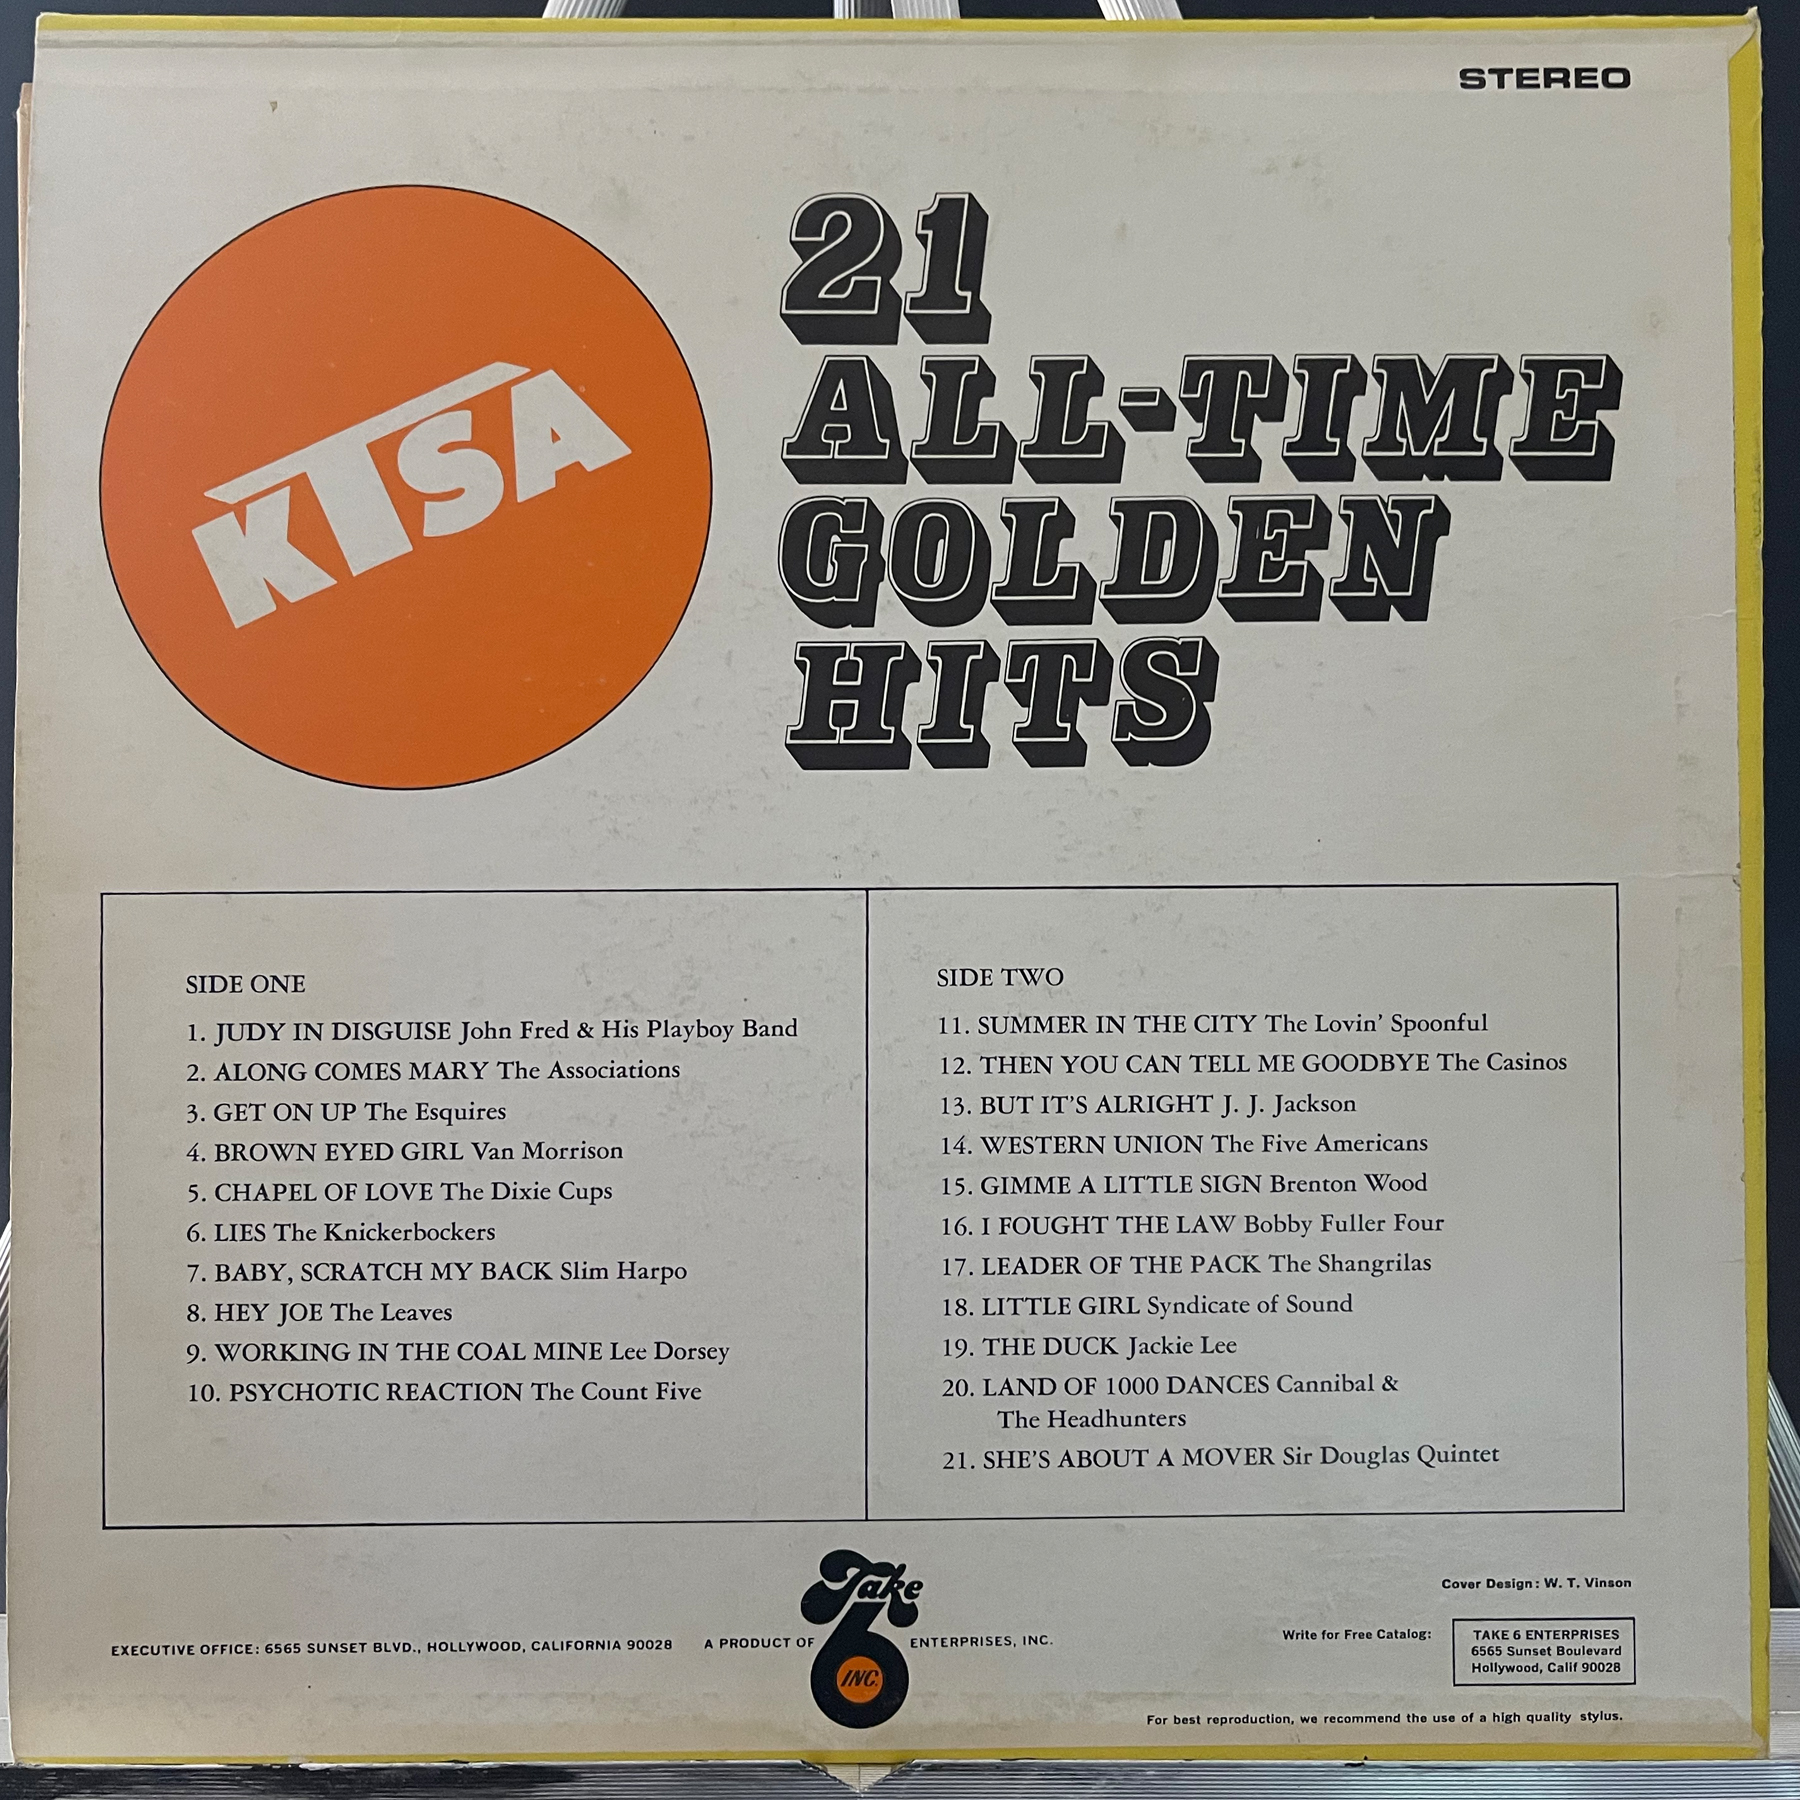 STEREO
KTSA
21
ALL-TIME
GOLDEN
HITS
SIDE ONE
1. JUDY IN DISGUISE John Fred & His Playboy Band
2. ALONG COMES MARY The Associations
3. GET ON UP The Esquires
4. BROWN EYED GIRL Van Morrison
5. CHAPEL OF LOVE The Dixie Cups
6. LIES The Knickerbockers
7. BABY, SCRATCH MY BACK Slim Harpo
8. HEY JOE The Leaves
9. WORKING IN THE COAL MINE Lee Dorsey
10. PSYCHOTIC REACTION The Count Five
SIDE TWO
11. SUMMER IN THE CITY The Lovin' Spoonful
12. THEN YOU CAN TELL ME GOODBYE The Casinos
13. BUT IT'S ALRIGHT J. J. Jackson
14. WESTERN UNION The Five Americans
15. GIMME A LITTLE SIGN Brenton Wood
16. I FOUGHT THE LAW Bobby Fuller Four
17. LEADER OF THE PACK The Shangrilas
18. LITTLE GIRL Syndicate of Sound
19. THE DUCK Jackie Lee
20. LAND OF 1000 DANCES Cannibal &
The Headhunters
21. SHE'S ABOUT A MOVER Sir Douglas Quintet
EXECUTIVE OFFICE: 6565 SUNSET BLVD., HOLLYWOOD, CALIFORNIA 90028
A PRODUCT OF
Take
6
INC.
ENTERPRISES, INC.
Cover Design: W. T. Vinson
Write for Free Catalog:
TAKE 6 ENTERPRISES
6565 Sunset Boulevard
Hollywood, Calif 90028
For best reproduction, we recommend the use of a high quality stylus.